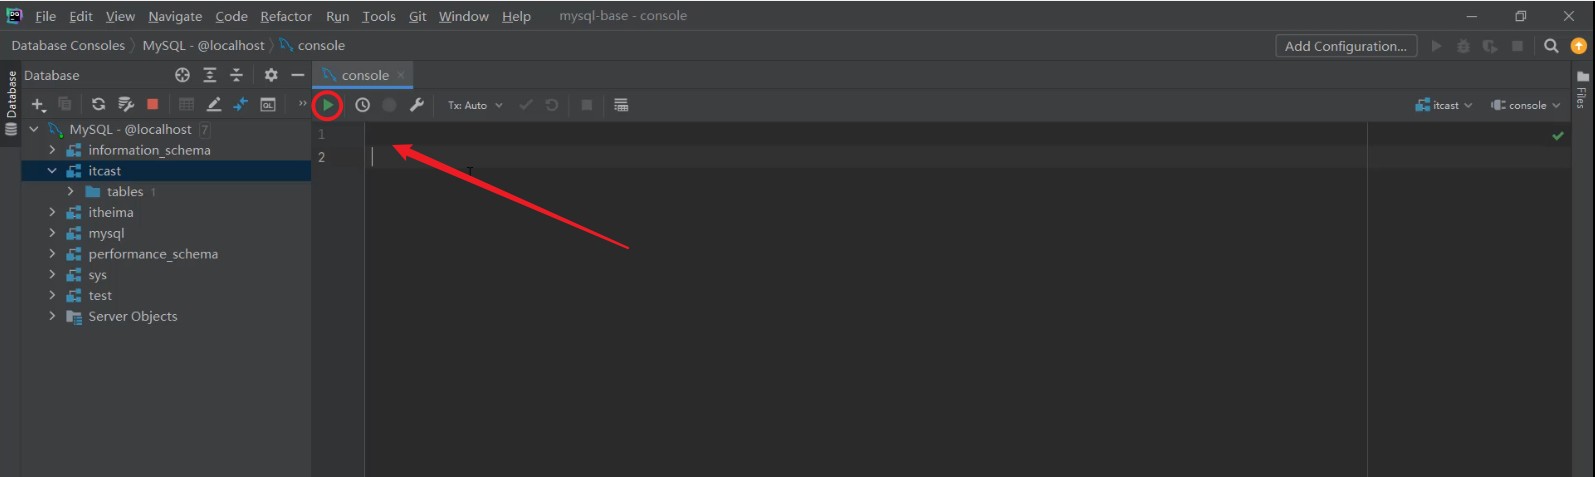 File Edit View Navigate Code Refactor Run Tools Git Window Help mysql-base - console
Database Consoles MySQL - @localhost console Add Configuration...
Database
Database
console
Files
Tx: Auto
itcast
console
MySQL - @localhost 7
information_schema
itcast
tables 1
itheima
mysql
performance_schema
sys
test
Server Objects
1
2
QL
DG